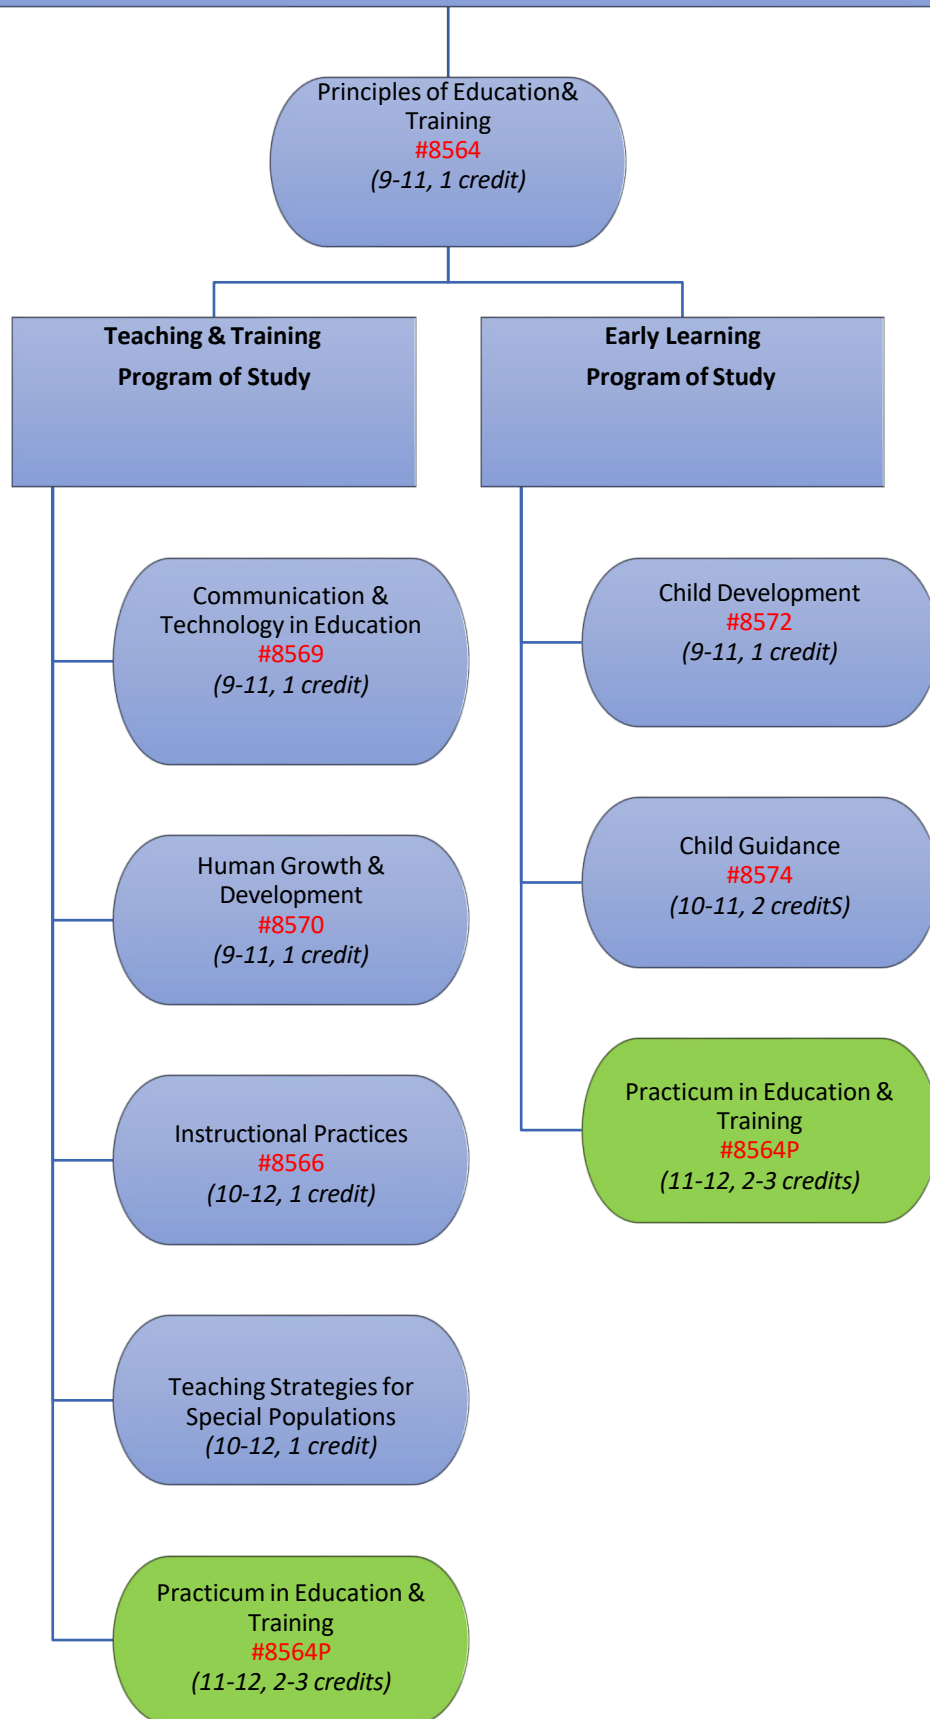 Principles of Education&
Training
#8564
(9-11, 1 credit)
Teaching & Training
Program of Study
Early Learning
Program of Study
Communication &
Technology in Education
#8569
(9-11, 1 credit)
Human Growth &
Development
#8570
(9-11, 1 credit)
Instructional Practices
#8566
(10-12, 1 credit)
Teaching Strategies for
Special Populations
(10-12, 1 credit)
Practicum in Education &
Training
#8564P
(11-12, 2-3 credits)
Child Development
#8572
(9-11, 1 credit)
Child Guidance
#8574
(10-11, 2 creditS)
Practicum in Education &
Training
#8564P
(11-12, 2-3 credits)